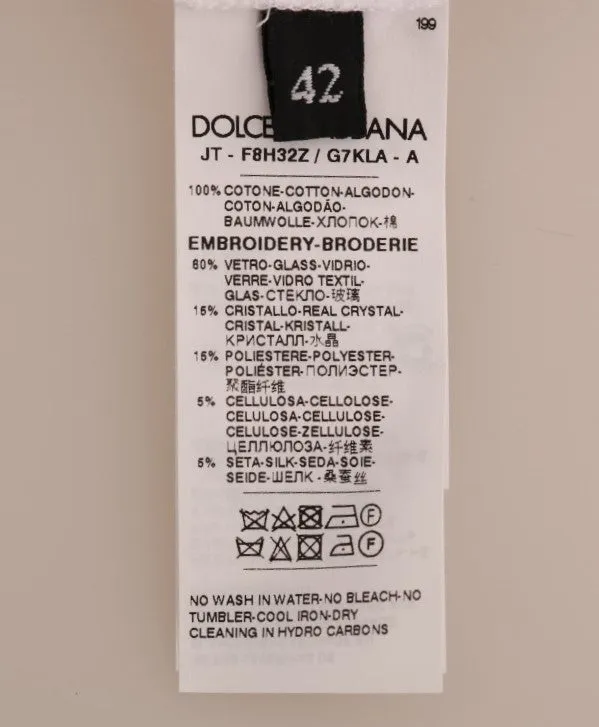 199
42
DOLCE BANA
JT - F8H32Z / G7KLA - A
100% COTONE-COTTON-ALGODON-
COTON-ALGODÃO-
BAUMWOLLE-ХЛОПОК-棉
EMBROIDERY-BRODERIE
60% VETRO-GLASS-VIDRIO-
VERRE-VIDRO TEXTIL-
GLAS-СТЕКЛО-玻璃
15% CRISTALLO-REAL CRYSTAL-
CRISTAL-KRISTALL-
КРИСТАЛЛ-水晶
15% POLIESTERE-POLYESTER-
POLIÉSTER-ПОЛИЭСТЕР-
聚酯纤维
5% CELLULOSA-CELLOLOSE-
CELULOSA-CELLULOSE-
CELULOSE-ZELLULOSE-
ЦЕЛЛЮЛОЗА-纤维素
5% SETA-SILK-SEDA-SOIE-
SEIDE-ШЕЛК-桑蚕丝
F
F
NO WASH IN WATER-NO BLEACH-NO
TUMBLER-COOL IRON-DRY
CLEANING IN HYDRO CARBONS